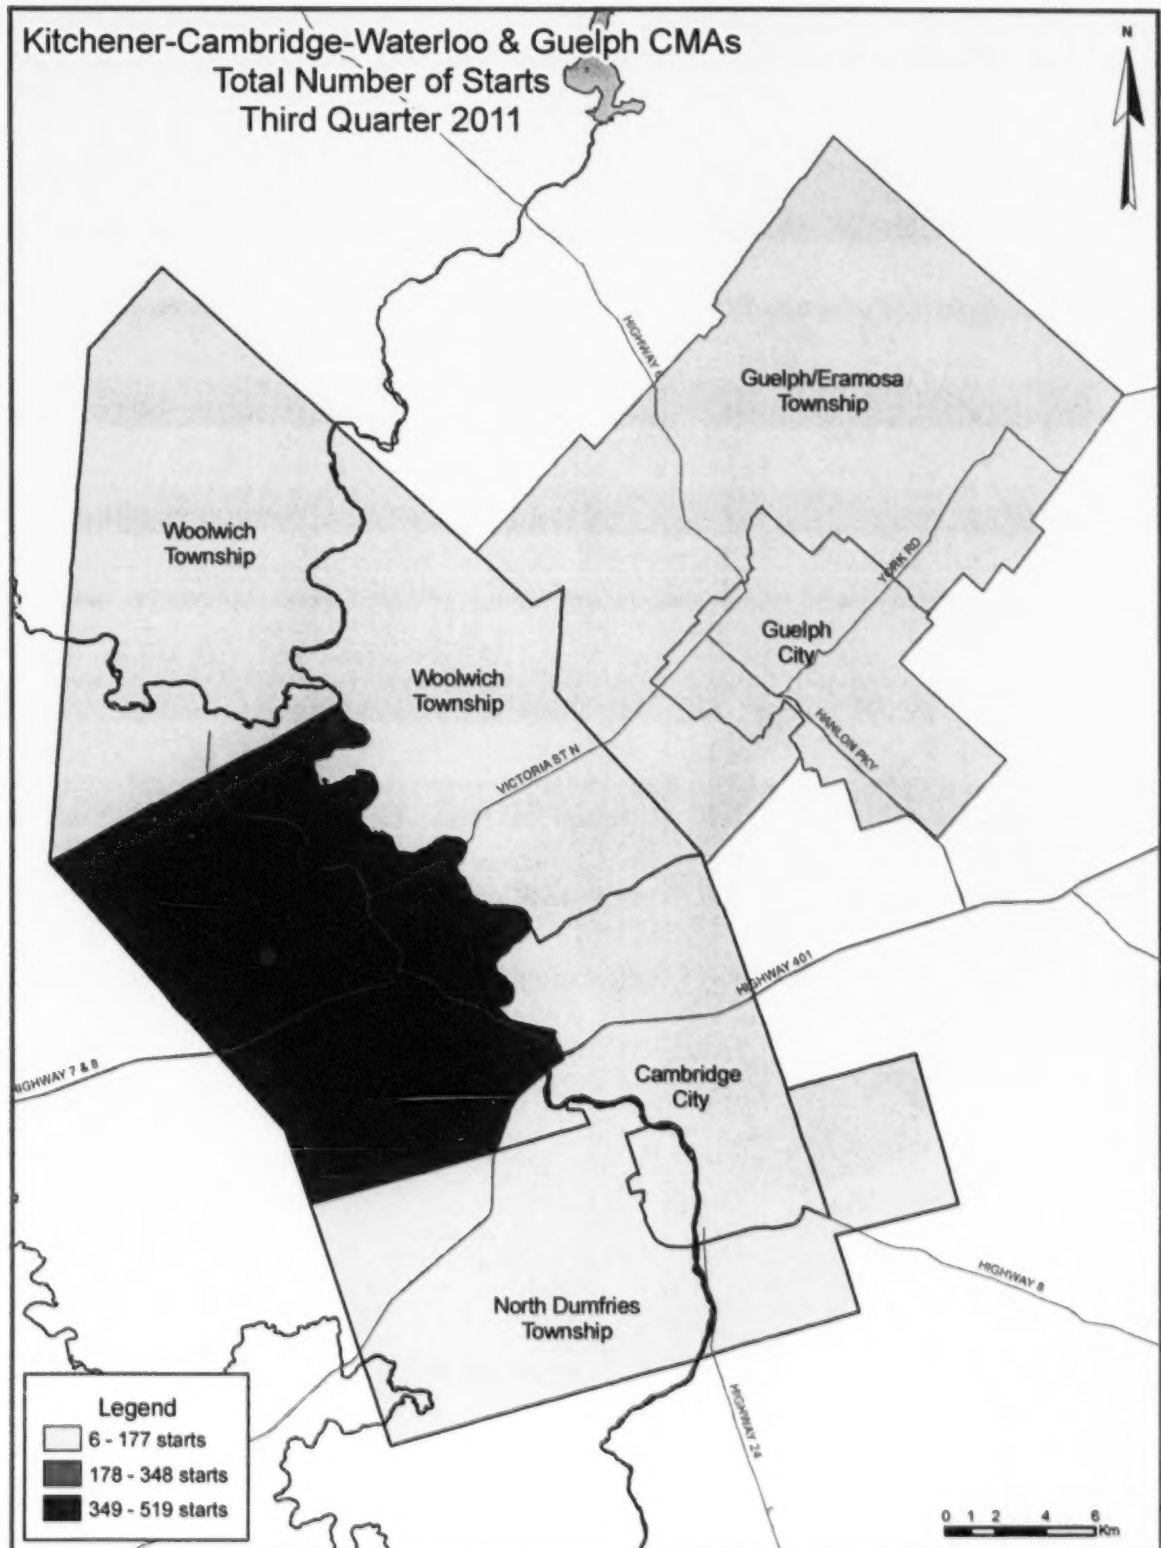 Kitchener-Cambridge-Waterloo & Guelph CMAs
Total Number of Starts
Third Quarter 2011
N
HIGHWAY
Guelph/Eramosa
Township
Woolwich
Township
YORK RD
Guelph
City
Woolwich
Township
HANLON PKY
VICTORIA ST N
HIGHWAY 401
HIGHWAY 7 & 8
Cambridge
City
HIGHWAY 8
North Dumfries
Township
HIGHWAY 24
Legend
6 - 177 starts
178 - 348 starts
349 - 519 starts
0 1 2 4 6
Km